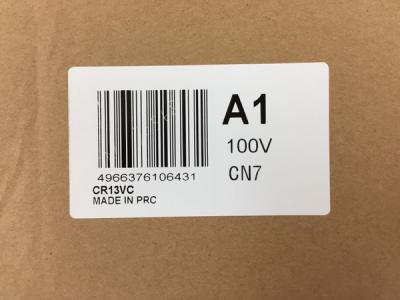 A1
100V
CN7
4966376106431
CR13VC
MADE IN PRC